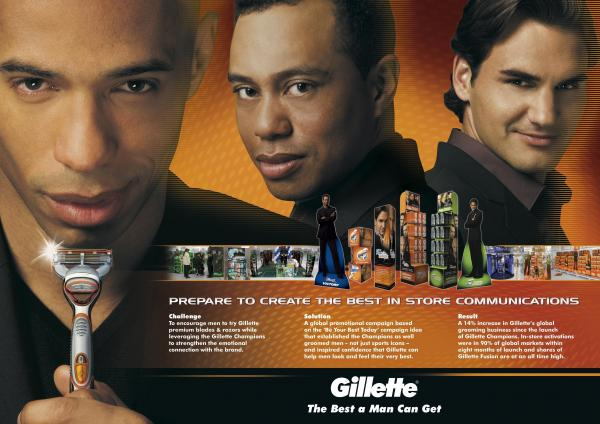 PREPARE TO CREATE THE BEST IN STORE COMMUNICATIONS
Challenge
To encourage men to try Gillette
premium blades & razors while
leveraging the Gillette Champions
to strengthen the emotional
connection with the brand.
Solution
A global promotional campaign based
on the 'Be Your Best Today' campaign idea
that established the Champions as well
groomed men – not just sports icons –
and inspired confidence that Gillette can
help men look and feel their very best.
Result
A 14% increase in Gillette's global
grooming business since the launch
of Gillette Champions. In-store activations
were in 90% of global markets within
eight months of launch and shares of
Gillette Fusion are at an all time high.
Gillette
The Best a Man Can Get